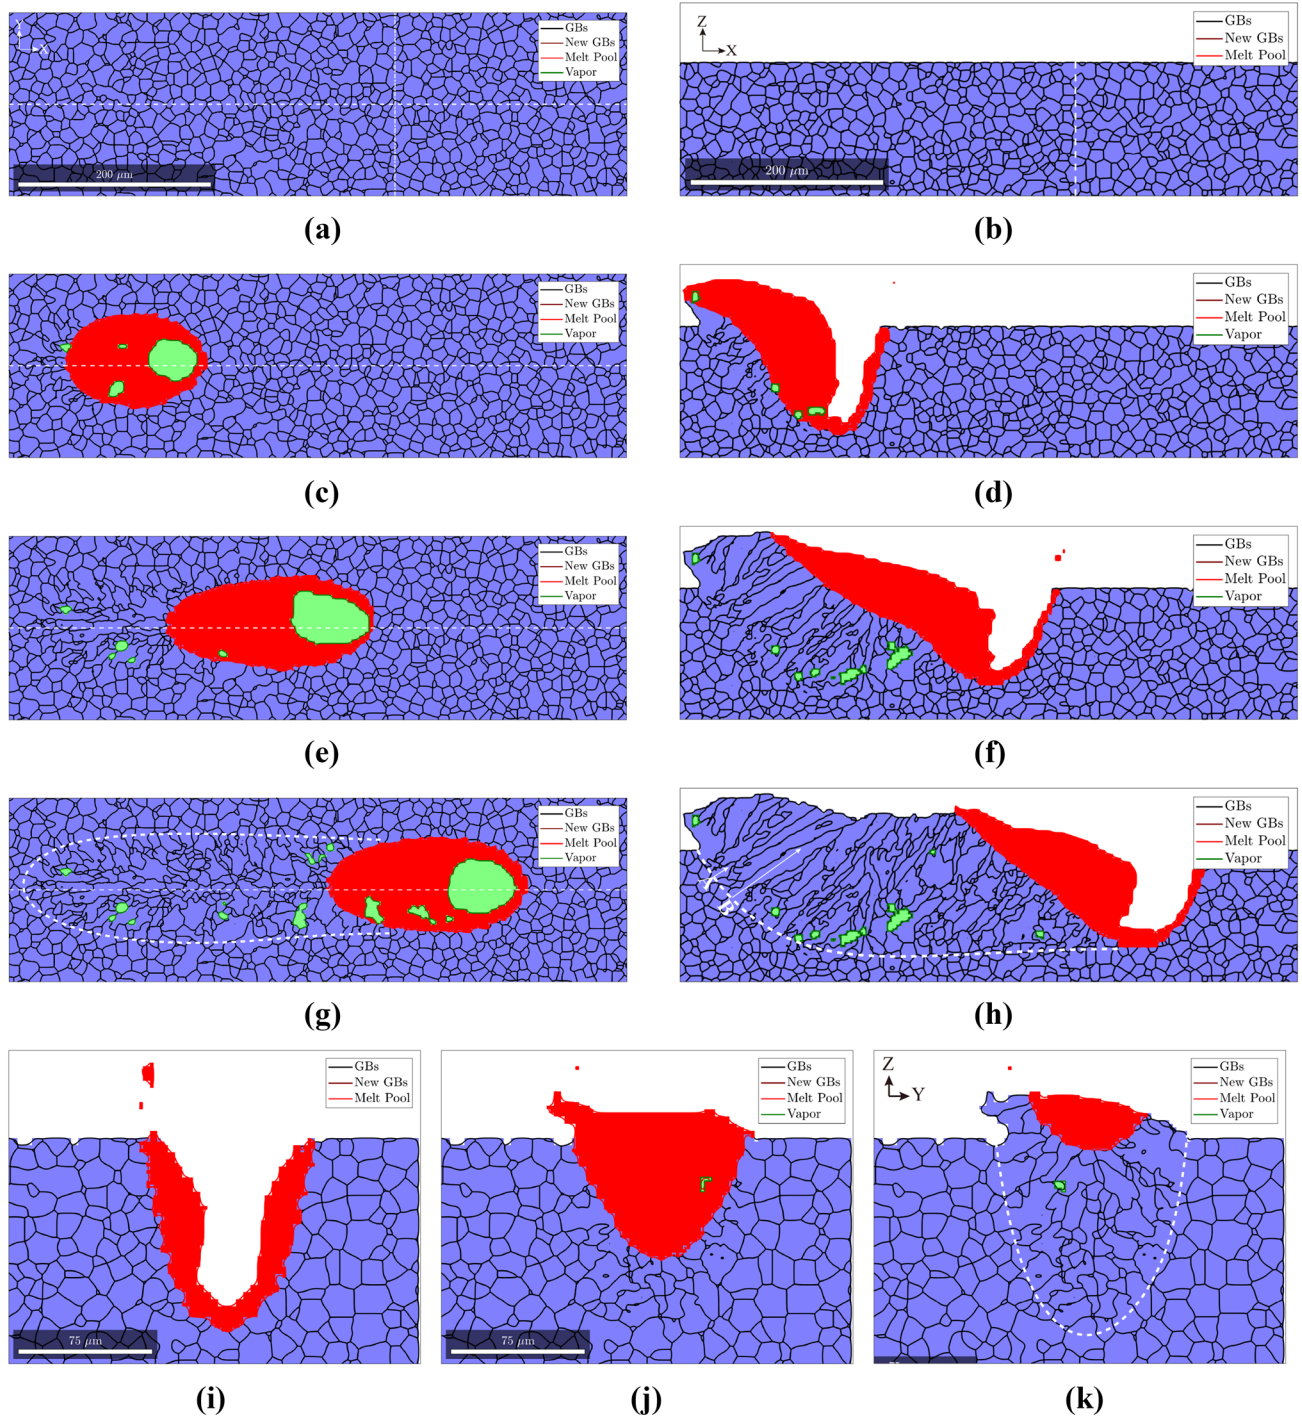 Y
X
GBs
New GBs
Melt Pool
Vapor
200 μm
(a)
Z
X
GBs
New GBs
Melt Pool
200 μm
(b)
GBs
New GBs
Melt Pool
Vapor
(c)
GBs
New GBs
Melt Pool
Vapor
(d)
GBs
New GBs
Melt Pool
Vapor
(e)
GBs
New GBs
Melt Pool
Vapor
(f)
GBs
New GBs
Melt Pool
Vapor
(g)
GBs
New GBs
Melt Pool
Vapor
(h)
GBs
New GBs
Melt Pool
75 μm
(i)
GBs
New GBs
Melt Pool
Vapor
75 μm
(j)
Z
Y
GBs
New GBs
Melt Pool
Vapor
(k)